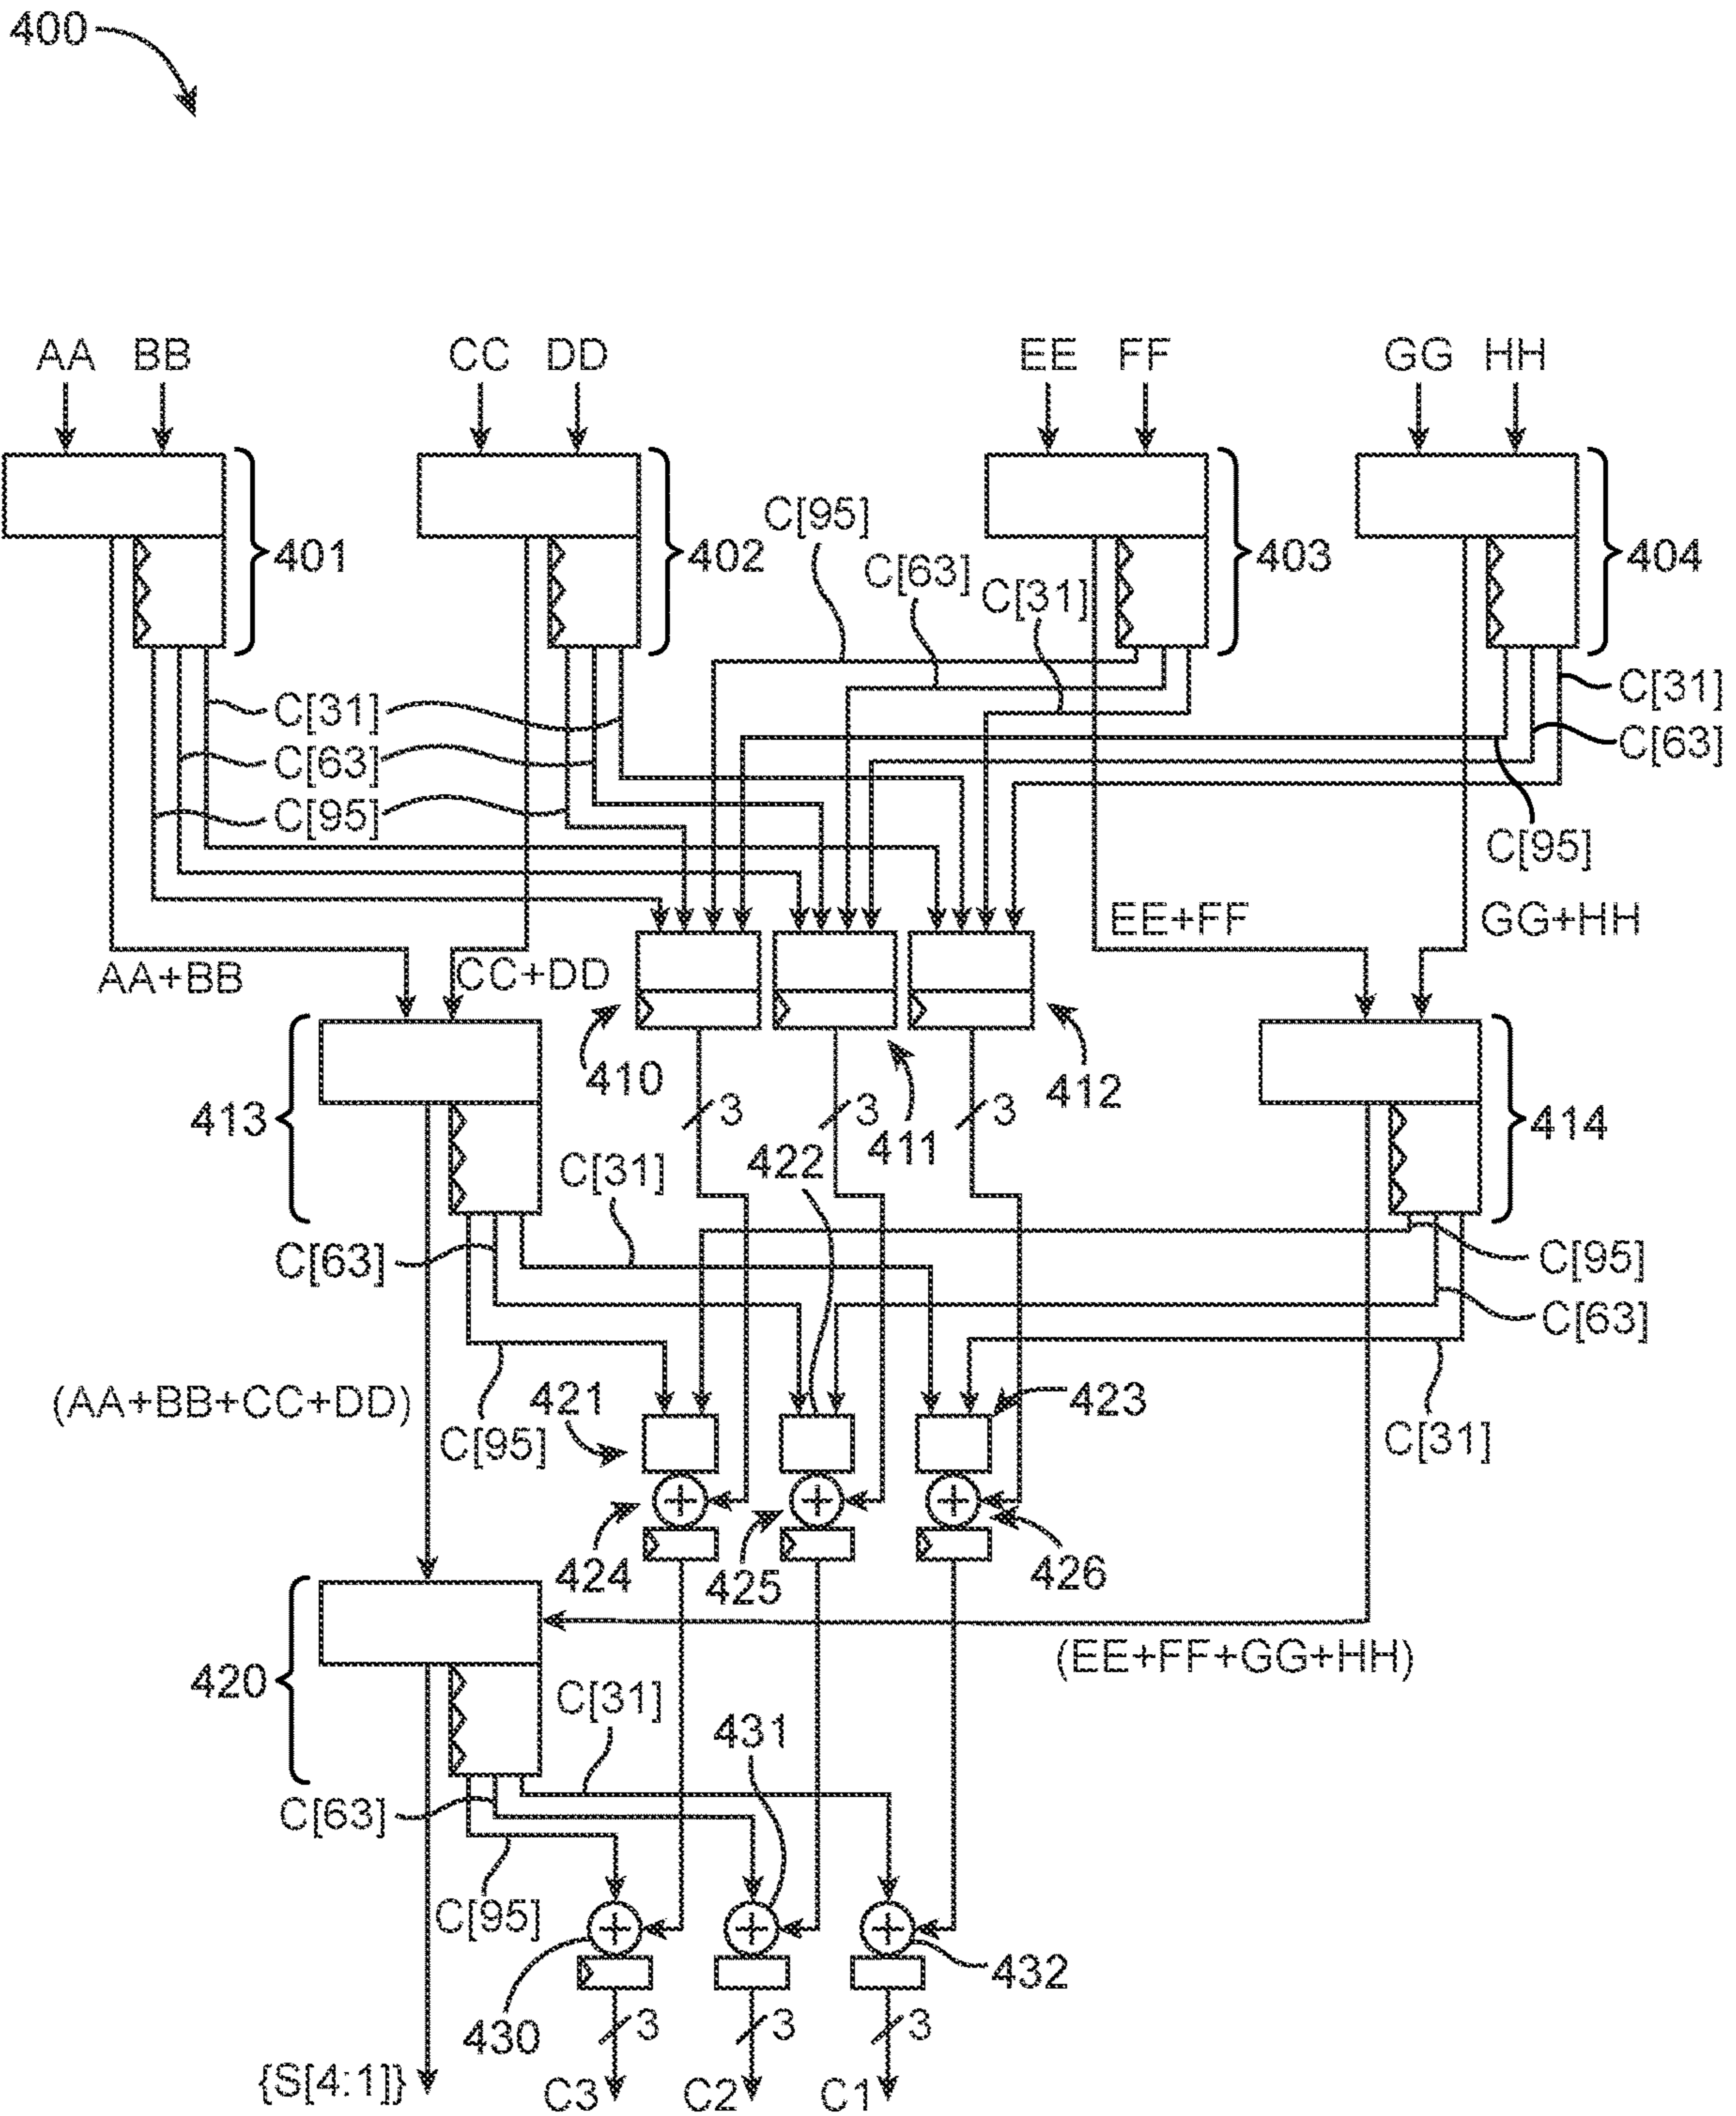 400
AA BB CC DD EE FF GG HH
401 402 403 404
C[95]
C[63]
C[31]
C[31] C[31]
C[63] C[63]
C[95] C[95]
EE+FF GG+HH
AA+BB CC+DD
410 412
3 3 3
413 411 414
422
C[31]
C[63] C[95]
C[63]
(AA+BB+CC+DD) 421 423
C[95] C[31]
424 425 426
(EE+FF+GG+HH)
420 C[31]
431
C[63]
C[95]
432
430 3 3 3
{S[4:1]} C3 C2 C1